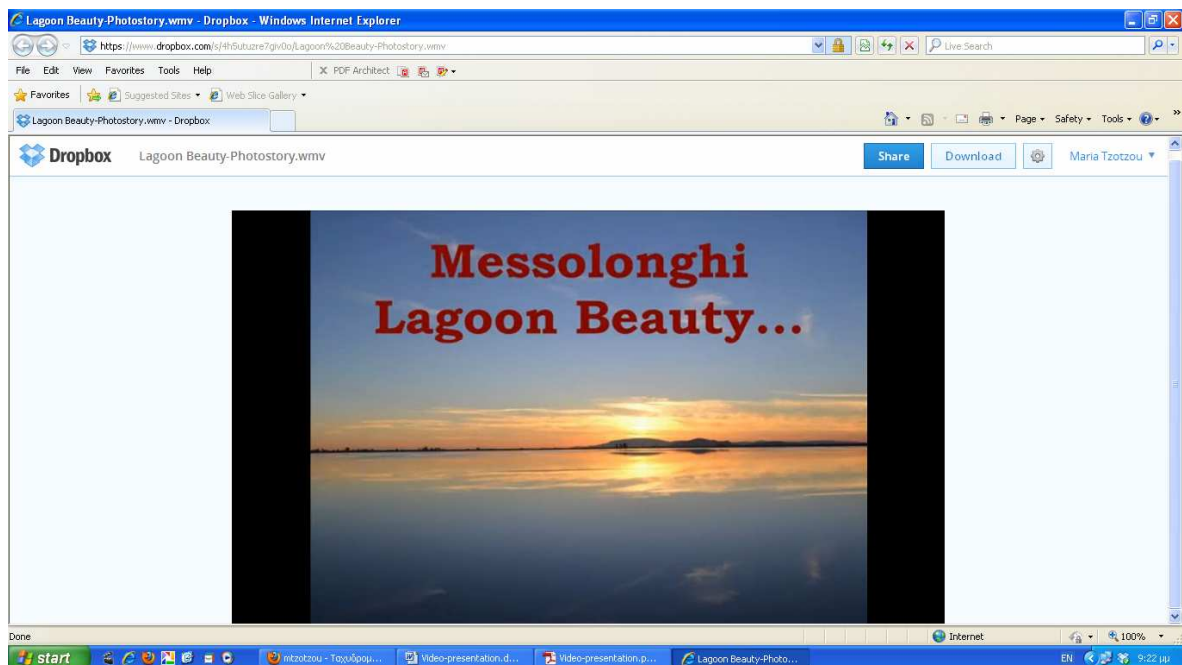 Lagoon Beauty-Photostory.wmv - Dropbox - Windows Internet Explorer
https://www.dropbox.com/s/4h5utuzre7giv0o/Lagoon%20Beauty-Photostory.wmv
Live Search
File Edit View Favorites Tools Help
X PDF Architect
Favorites
Suggested Sites
Web Slice Gallery
Lagoon Beauty-Photostory.wmv - Dropbox
Page Safety Tools
Dropbox
Lagoon Beauty-Photostory.wmv
Share
Download
Maria Tzotzou
Messolonghi
Lagoon Beauty...
Done
Internet
100%
start
mtzotzou - Ταχυδρομ...
Video-presentation.d...
Video-presentation.p...
Lagoon Beauty-Photo...
EN
9:22 μμ